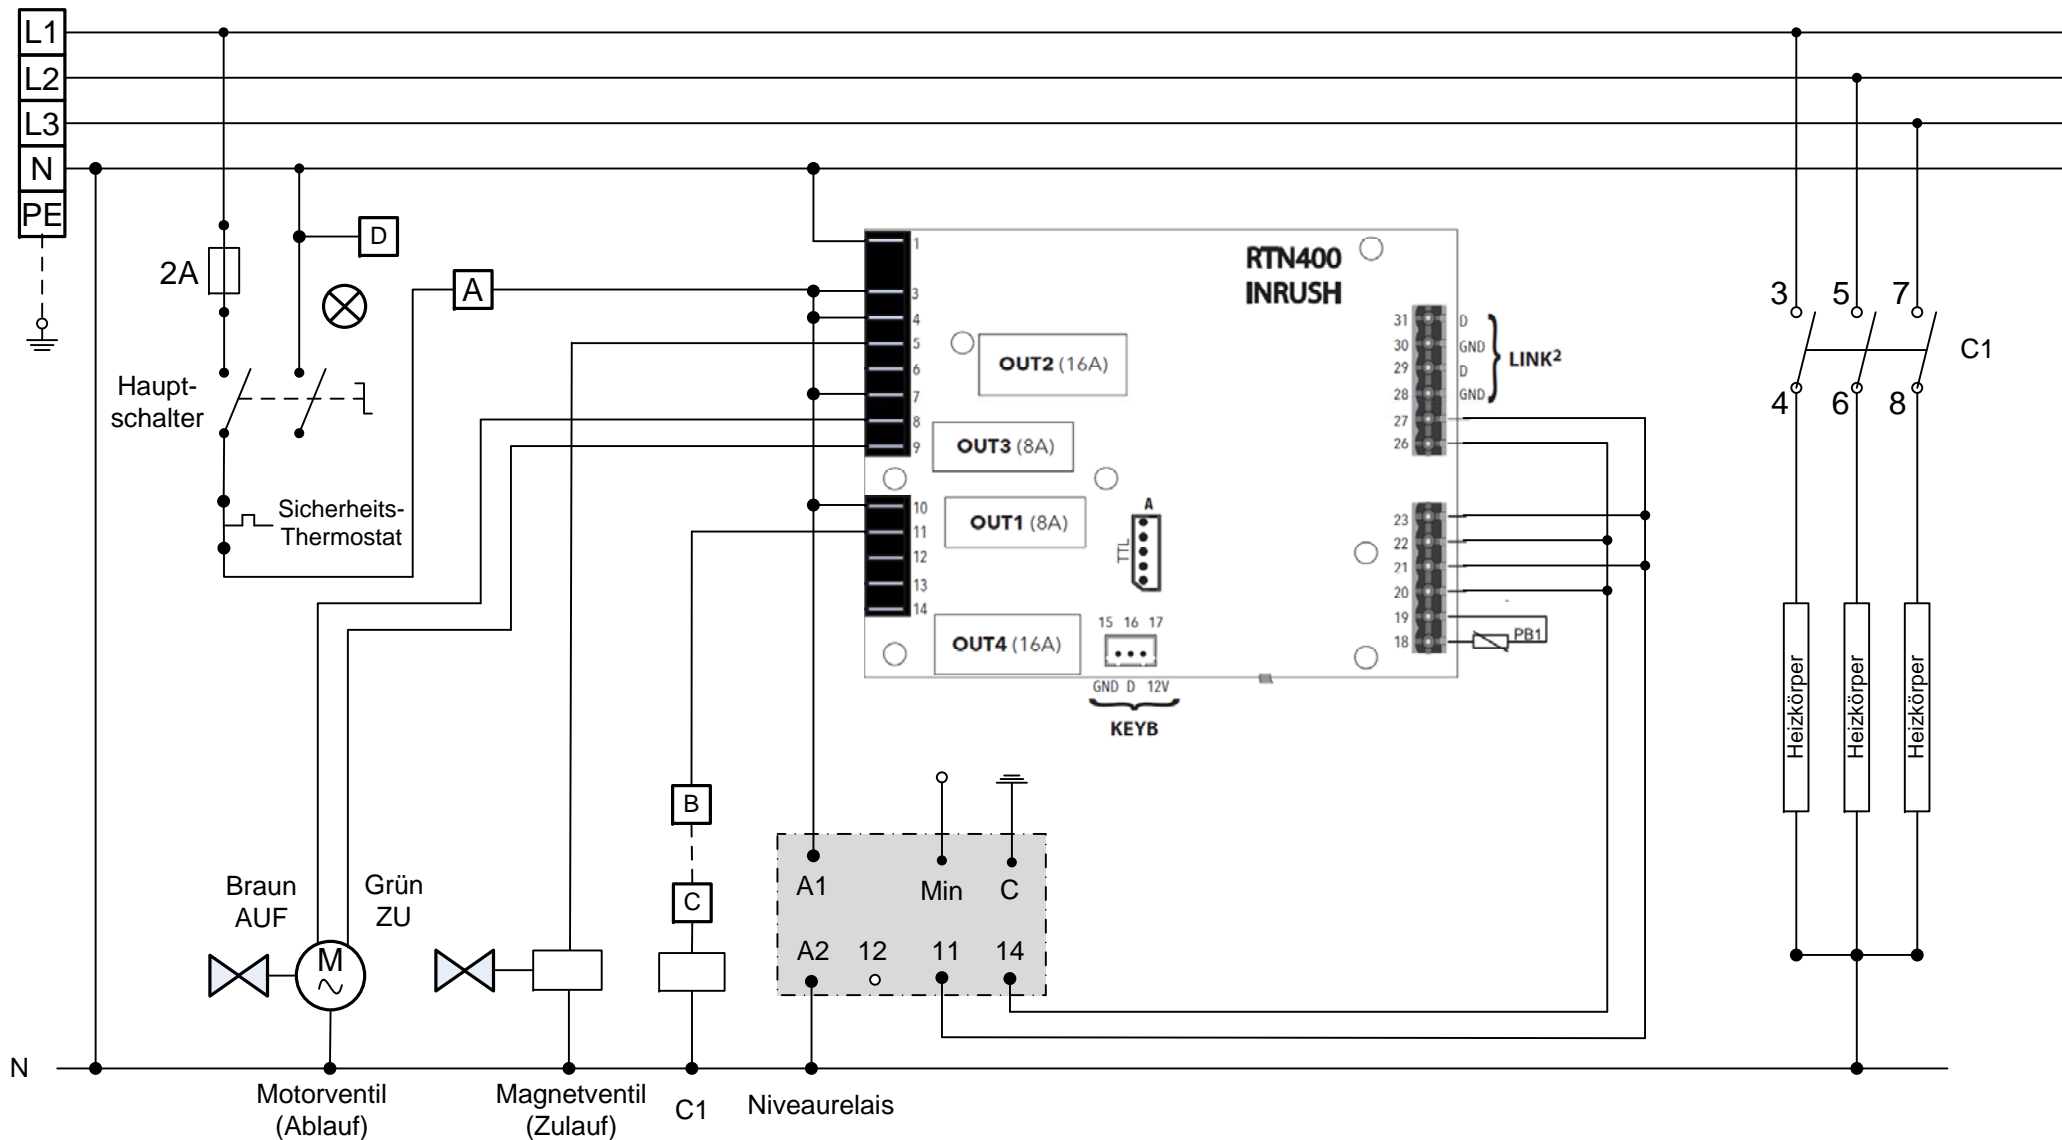 L1
L2
L3
N
PE
2A
D
A
Haupt-
schalter
Sicherheits-
Thermostat
RTN400
INRUSH
1
3
4
5
6
7
8
9
10
11
12
13
14
OUT2 (16A)
OUT3 (8A)
OUT1 (8A)
OUT4 (16A)
A
TTL
15 16 17
GND D 12V
KEYB
31 D
30 GND
29 D
28 GND
LINK²
27
26
23
22
21
20
19
18
PB1
3 5 7
C1
4 6 8
Heizkörper
Heizkörper
Heizkörper
B
C
A1
Min
C
A2
12
11
14
Braun
AUF
Grün
ZU
M
~
N
Motorventil
(Ablauf)
Magnetventil
(Zulauf)
C1
Niveaurelais